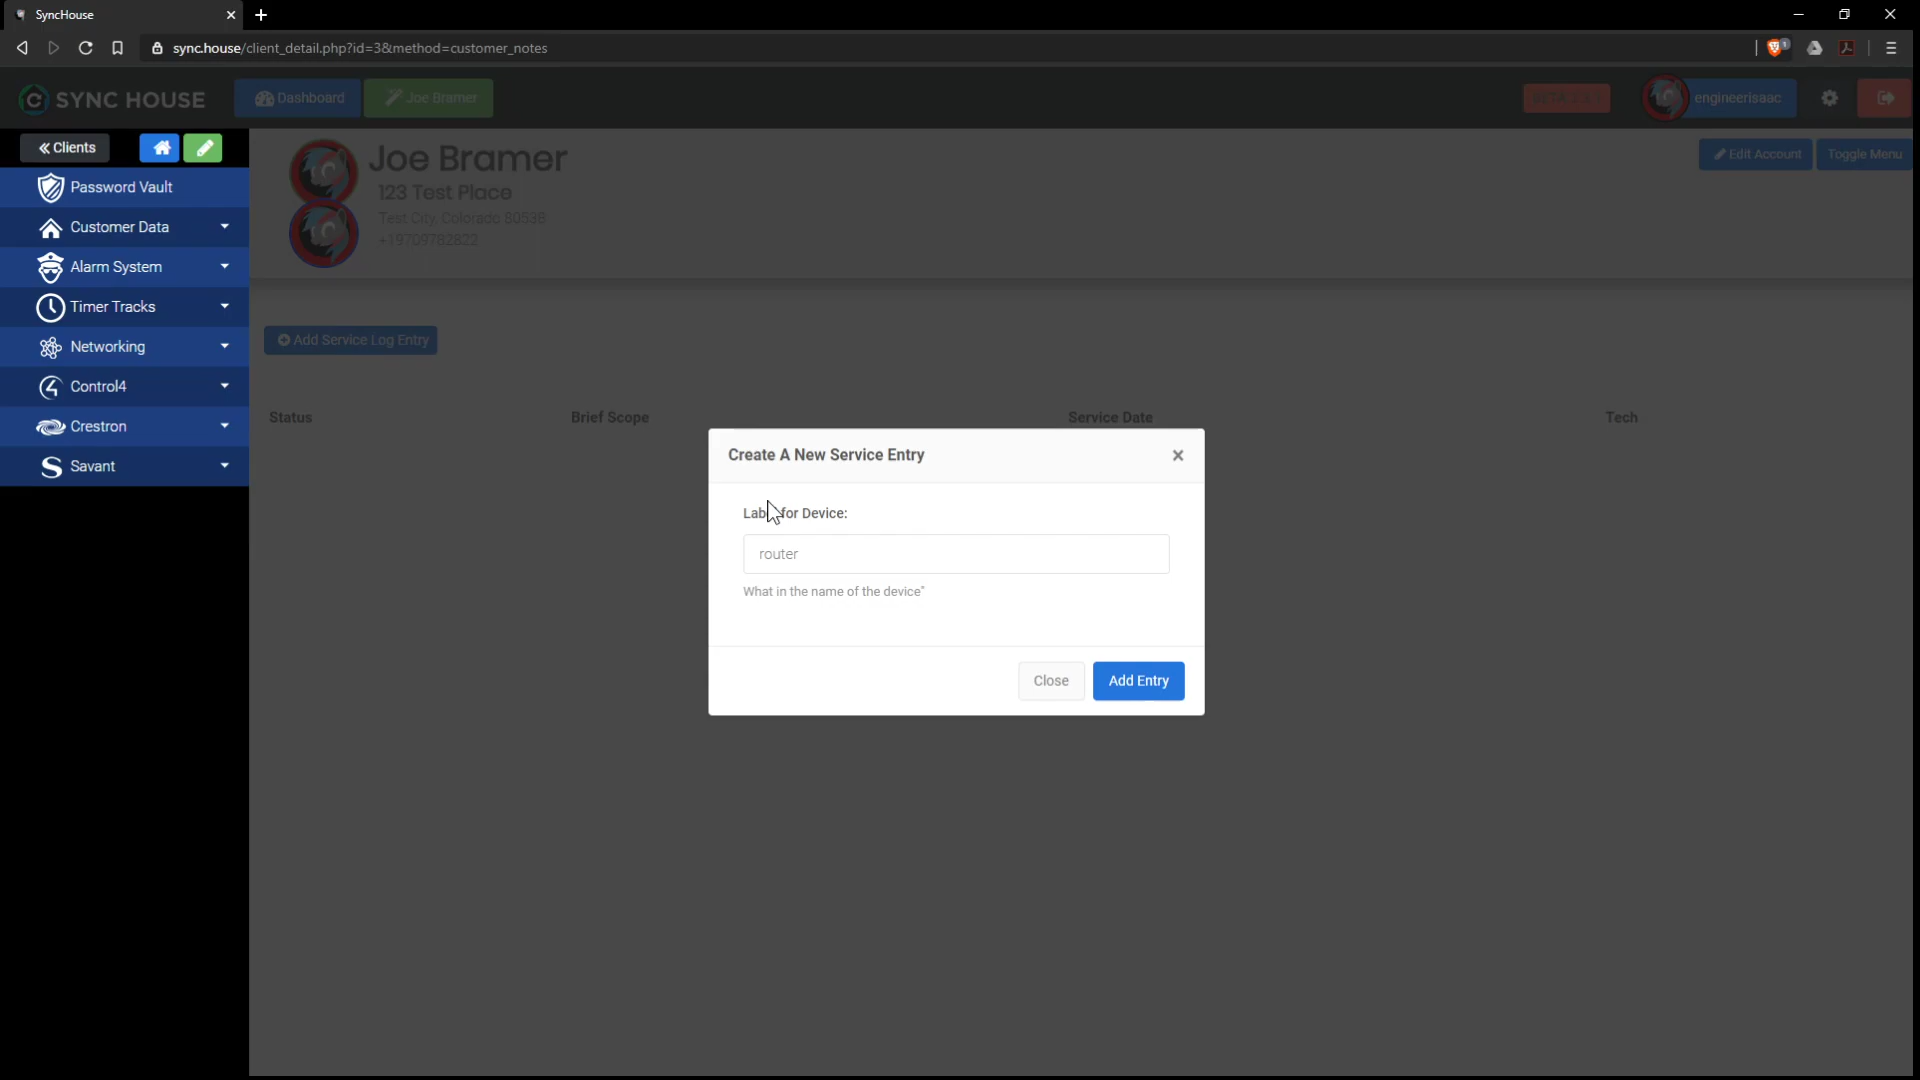 SyncHouse
sync.house/client_detail.php?id=3&method=customer_notes
SYNC HOUSE
Dashboard
Joe Bramer
engineerisaac
Clients
Joe Bramer
Edit Account
Toggle Menu
123 Test Place
Test City, Colorado 80538
+19709782822
Password Vault
Customer Data
Alarm System
Timer Tracks
Networking
Control4
Crestron
Savant
Add Service Log Entry
Status
Brief Scope
Service Date
Tech
Create A New Service Entry
for Device:
router
What in the name of the device"
Close
Add Entry